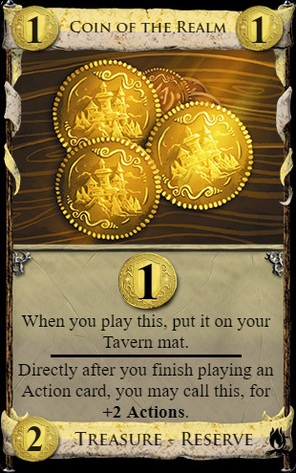 1 COIN OF THE REALM 1
1
When you play this, put it on your
Tavern mat.
Directly after you finish playing an
Action card, you may call this, for
+2 Actions.
2 TREASURE - RESERVE